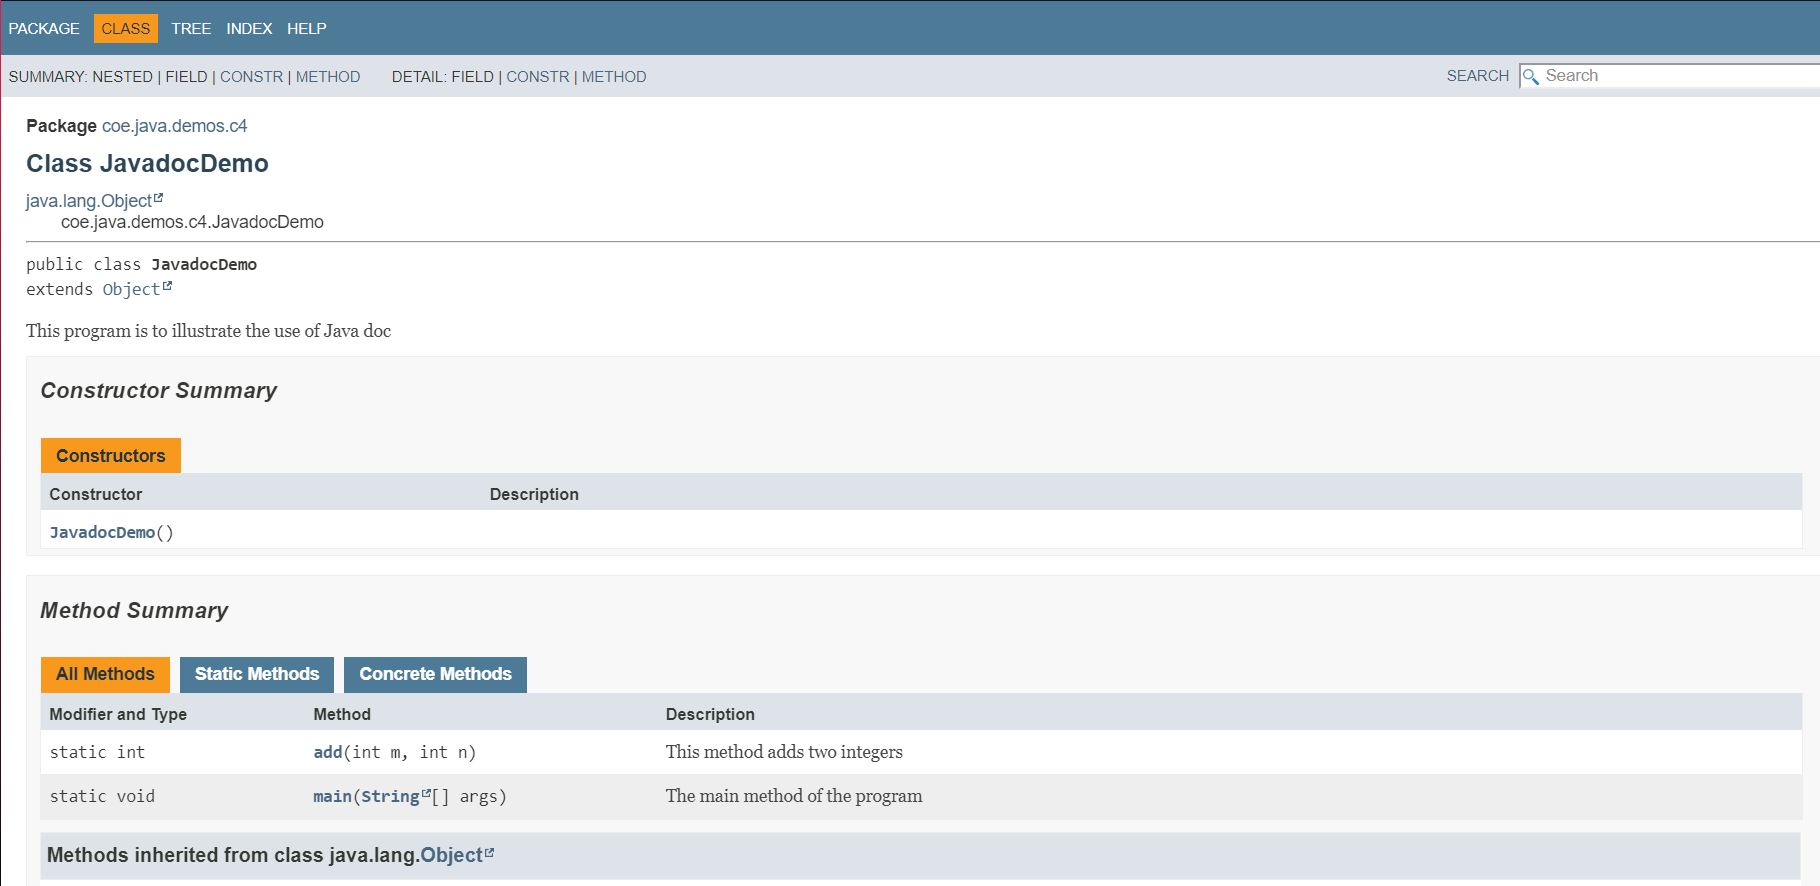 PACKAGE CLASS TREE INDEX HELP
SUMMARY: NESTED | FIELD | CONSTR | METHOD DETAIL: FIELD | CONSTR | METHOD SEARCH Search
Package coe.java.demos.c4
Class JavadocDemo
java.lang.Object
coe.java.demos.c4.JavadocDemo
public class JavadocDemo
extends Object
This program is to illustrate the use of Java doc
Constructor Summary
Constructors
Constructor Description
JavadocDemo()
Method Summary
All Methods Static Methods Concrete Methods
Modifier and Type Method Description
static int add(int m, int n) This method adds two integers
static void main(String[] args) The main method of the program
Methods inherited from class java.lang.Object